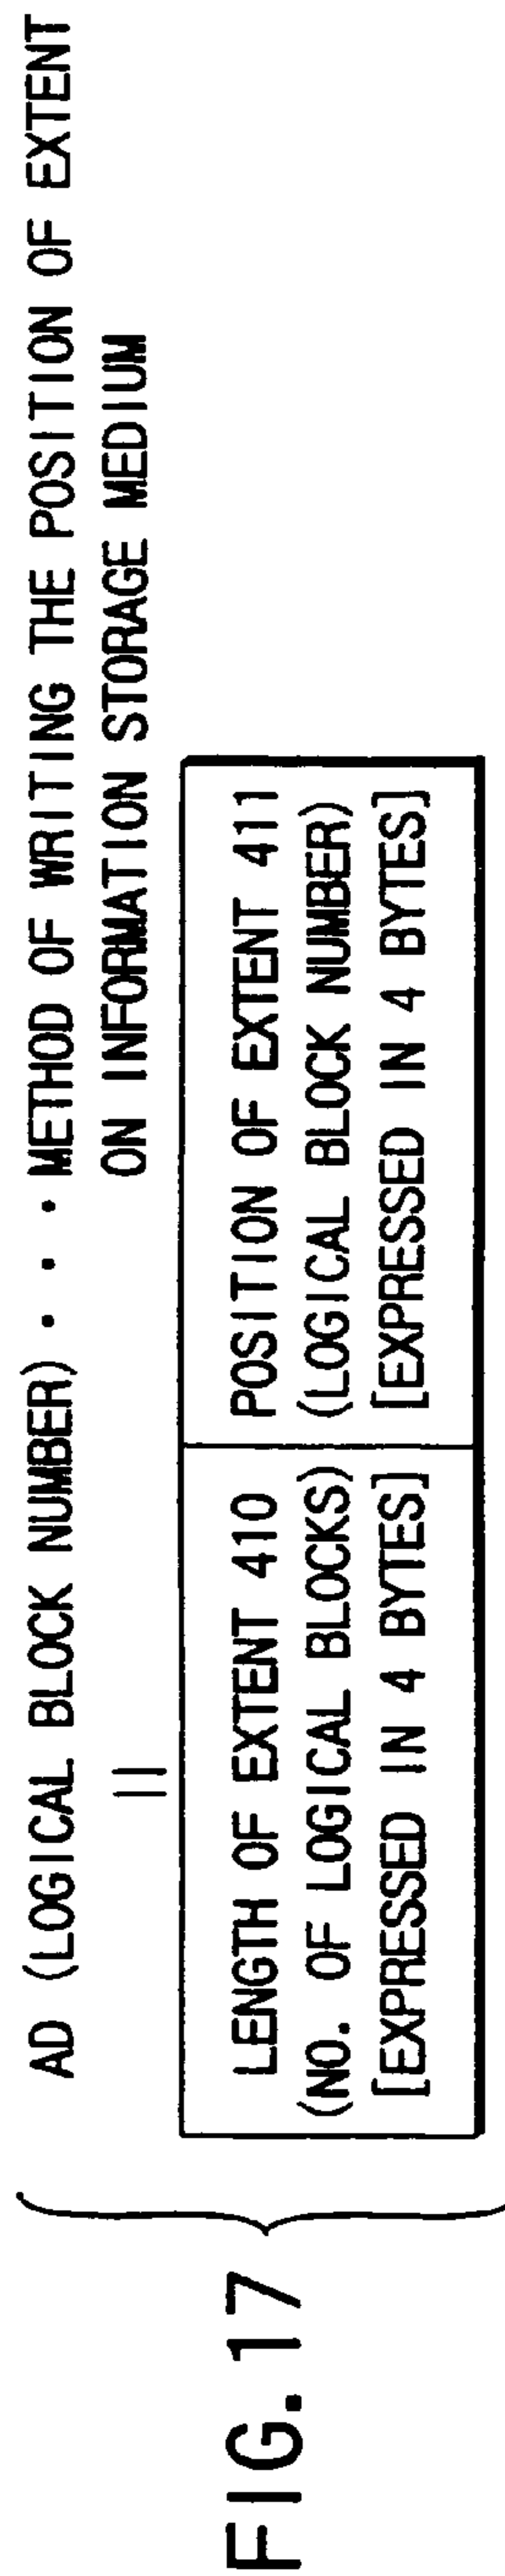 AD (LOGICAL BLOCK NUMBER) · · · METHOD OF WRITING THE POSITION OF EXTENT
ON INFORMATION STORAGE MEDIUM
||
LENGTH OF EXTENT 410
(NO. OF LOGICAL BLOCKS)
[EXPRESSED IN 4 BYTES]
POSITION OF EXTENT 411
(LOGICAL BLOCK NUMBER)
[EXPRESSED IN 4 BYTES]
FIG. 17